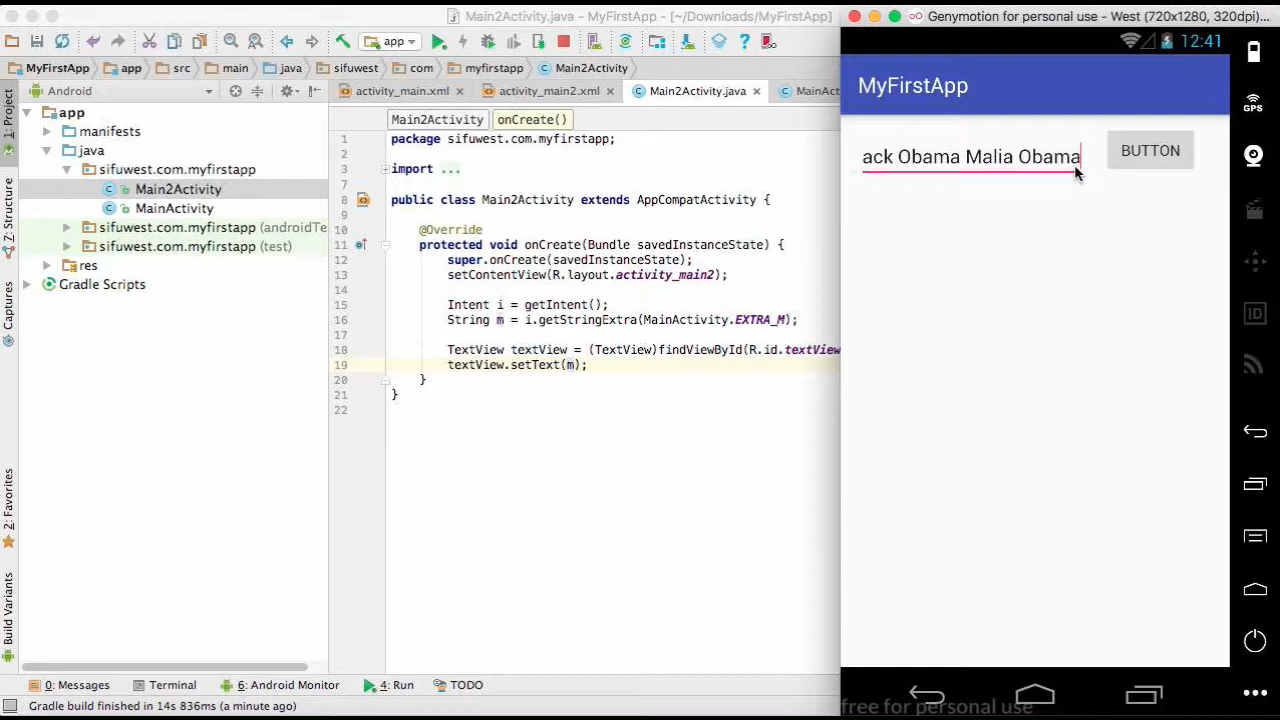 Main2Activity.java - MyFirstApp - [~/Downloads/MyFirstApp]
app
MyFirstApp app src main java sifuwest com myfirstapp Main2Activity
Android
activity_main.xml activity_main2.xml Main2Activity.java MainAct
1: Project
Z: Structure
Captures
2: Favorites
Build Variants
app
manifests
java
sifuwest.com.myfirstapp
Main2Activity
MainActivity
sifuwest.com.myfirstapp (androidTe
sifuwest.com.myfirstapp (test)
res
Gradle Scripts
Main2Activity onCreate()
1 package sifuwest.com.myfirstapp;
2
3 import ...
7
8 public class Main2Activity extends AppCompatActivity {
9
10 @Override
11 protected void onCreate(Bundle savedInstanceState) {
12 super.onCreate(savedInstanceState);
13 setContentView(R.layout.activity_main2);
14
15 Intent i = getIntent();
16 String m = i.getStringExtra(MainActivity.EXTRA_M);
17
18 TextView textView = (TextView)findViewById(R.id.textView
19 textView.setText(m);
20 }
21 }
22
0: Messages Terminal 6: Android Monitor 4: Run TODO
Gradle build finished in 14s 836ms (a minute ago)
Genymotion for personal use - West (720x1280, 320dpi)...
12:41
MyFirstApp
ack Obama Malia Obama
BUTTON
GPS
ID
free for personal use